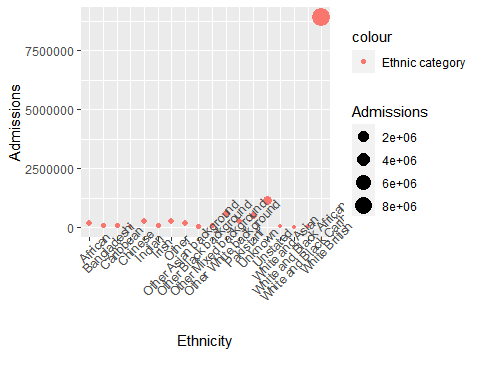 7500000
5000000
2500000
0
Admissions
African
Bangladeshi
Caribbean
Chinese
Indian
Irish
Other
Other Asian background
Other Black background
Other Mixed background
Other White background
Pakistani
Unknown
Unstated
White and Asian
White and Black African
White and Black Cari
White British
Ethnicity
colour
Ethnic category
Admissions
2e+06
4e+06
6e+06
8e+06